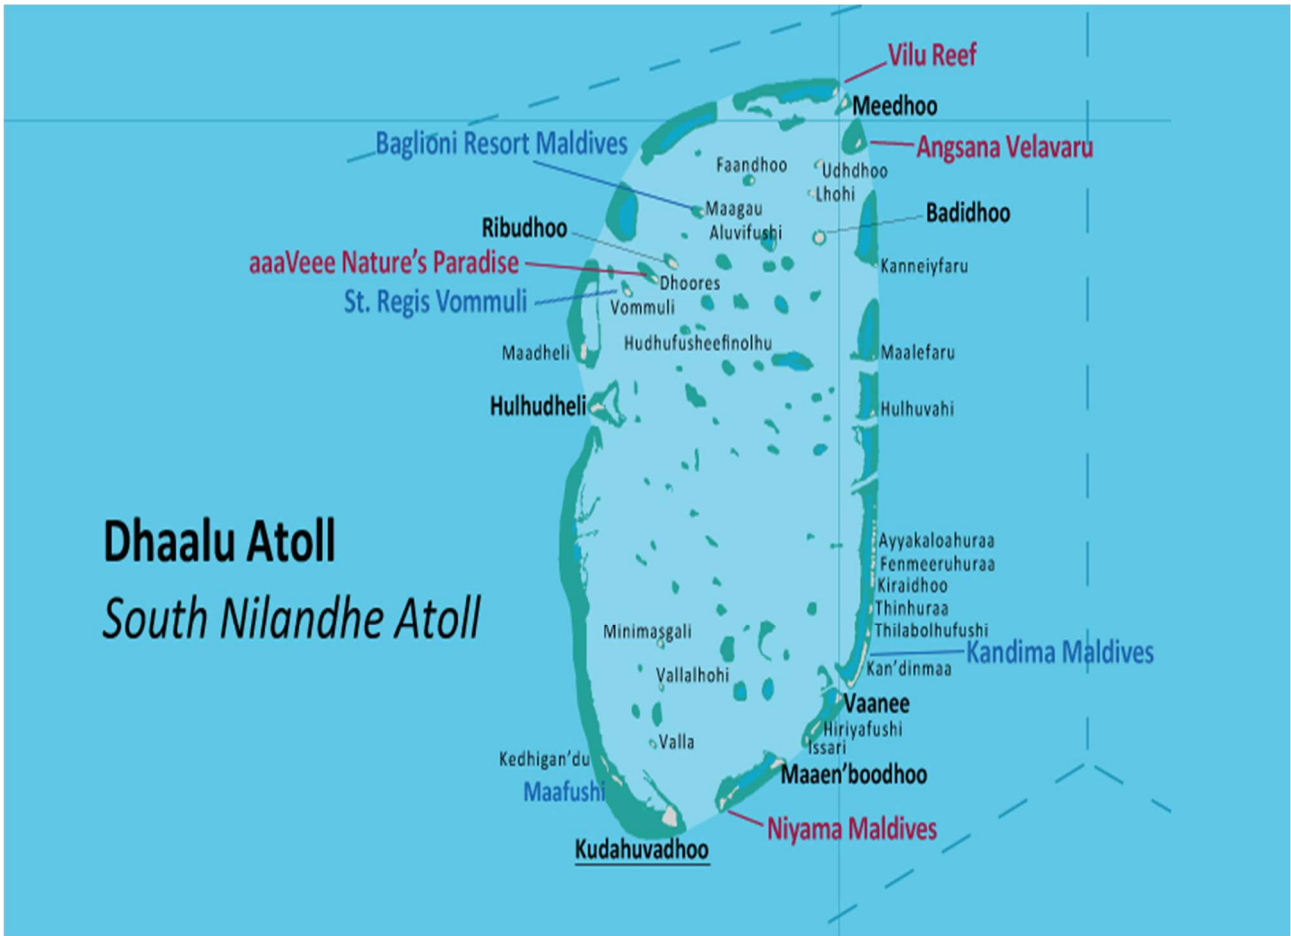 Vilu Reef
Meedhoo
Baglioni Resort Maldives
Angsana Velavaru
Faandhoo
Udhdhoo
Lhohi
Maagau
Badidhoo
Ribudhoo
Aluvifushi
aaaVeee Nature's Paradise
Kanneiyfaru
Dhoores
St. Regis Vommuli
Vommuli
Hudhufusheefinolhu
Maadheli
Maalefaru
Hulhudheli
Hulhuvahi
Dhaalu Atoll
South Nilandhe Atoll
Ayyakaloahuraa
Fenmeeruhuraa
Kiraidhoo
Thinhuraa
Minimasgali
Thilabolhufushi
Kandima Maldives
Kan'dinmaa
Vallalhohi
Vaanee
Hiriyafushi
Issari
Valla
Kedhigan'du
Maaen'boodhoo
Maafushi
Niyama Maldives
Kudahuvadhoo